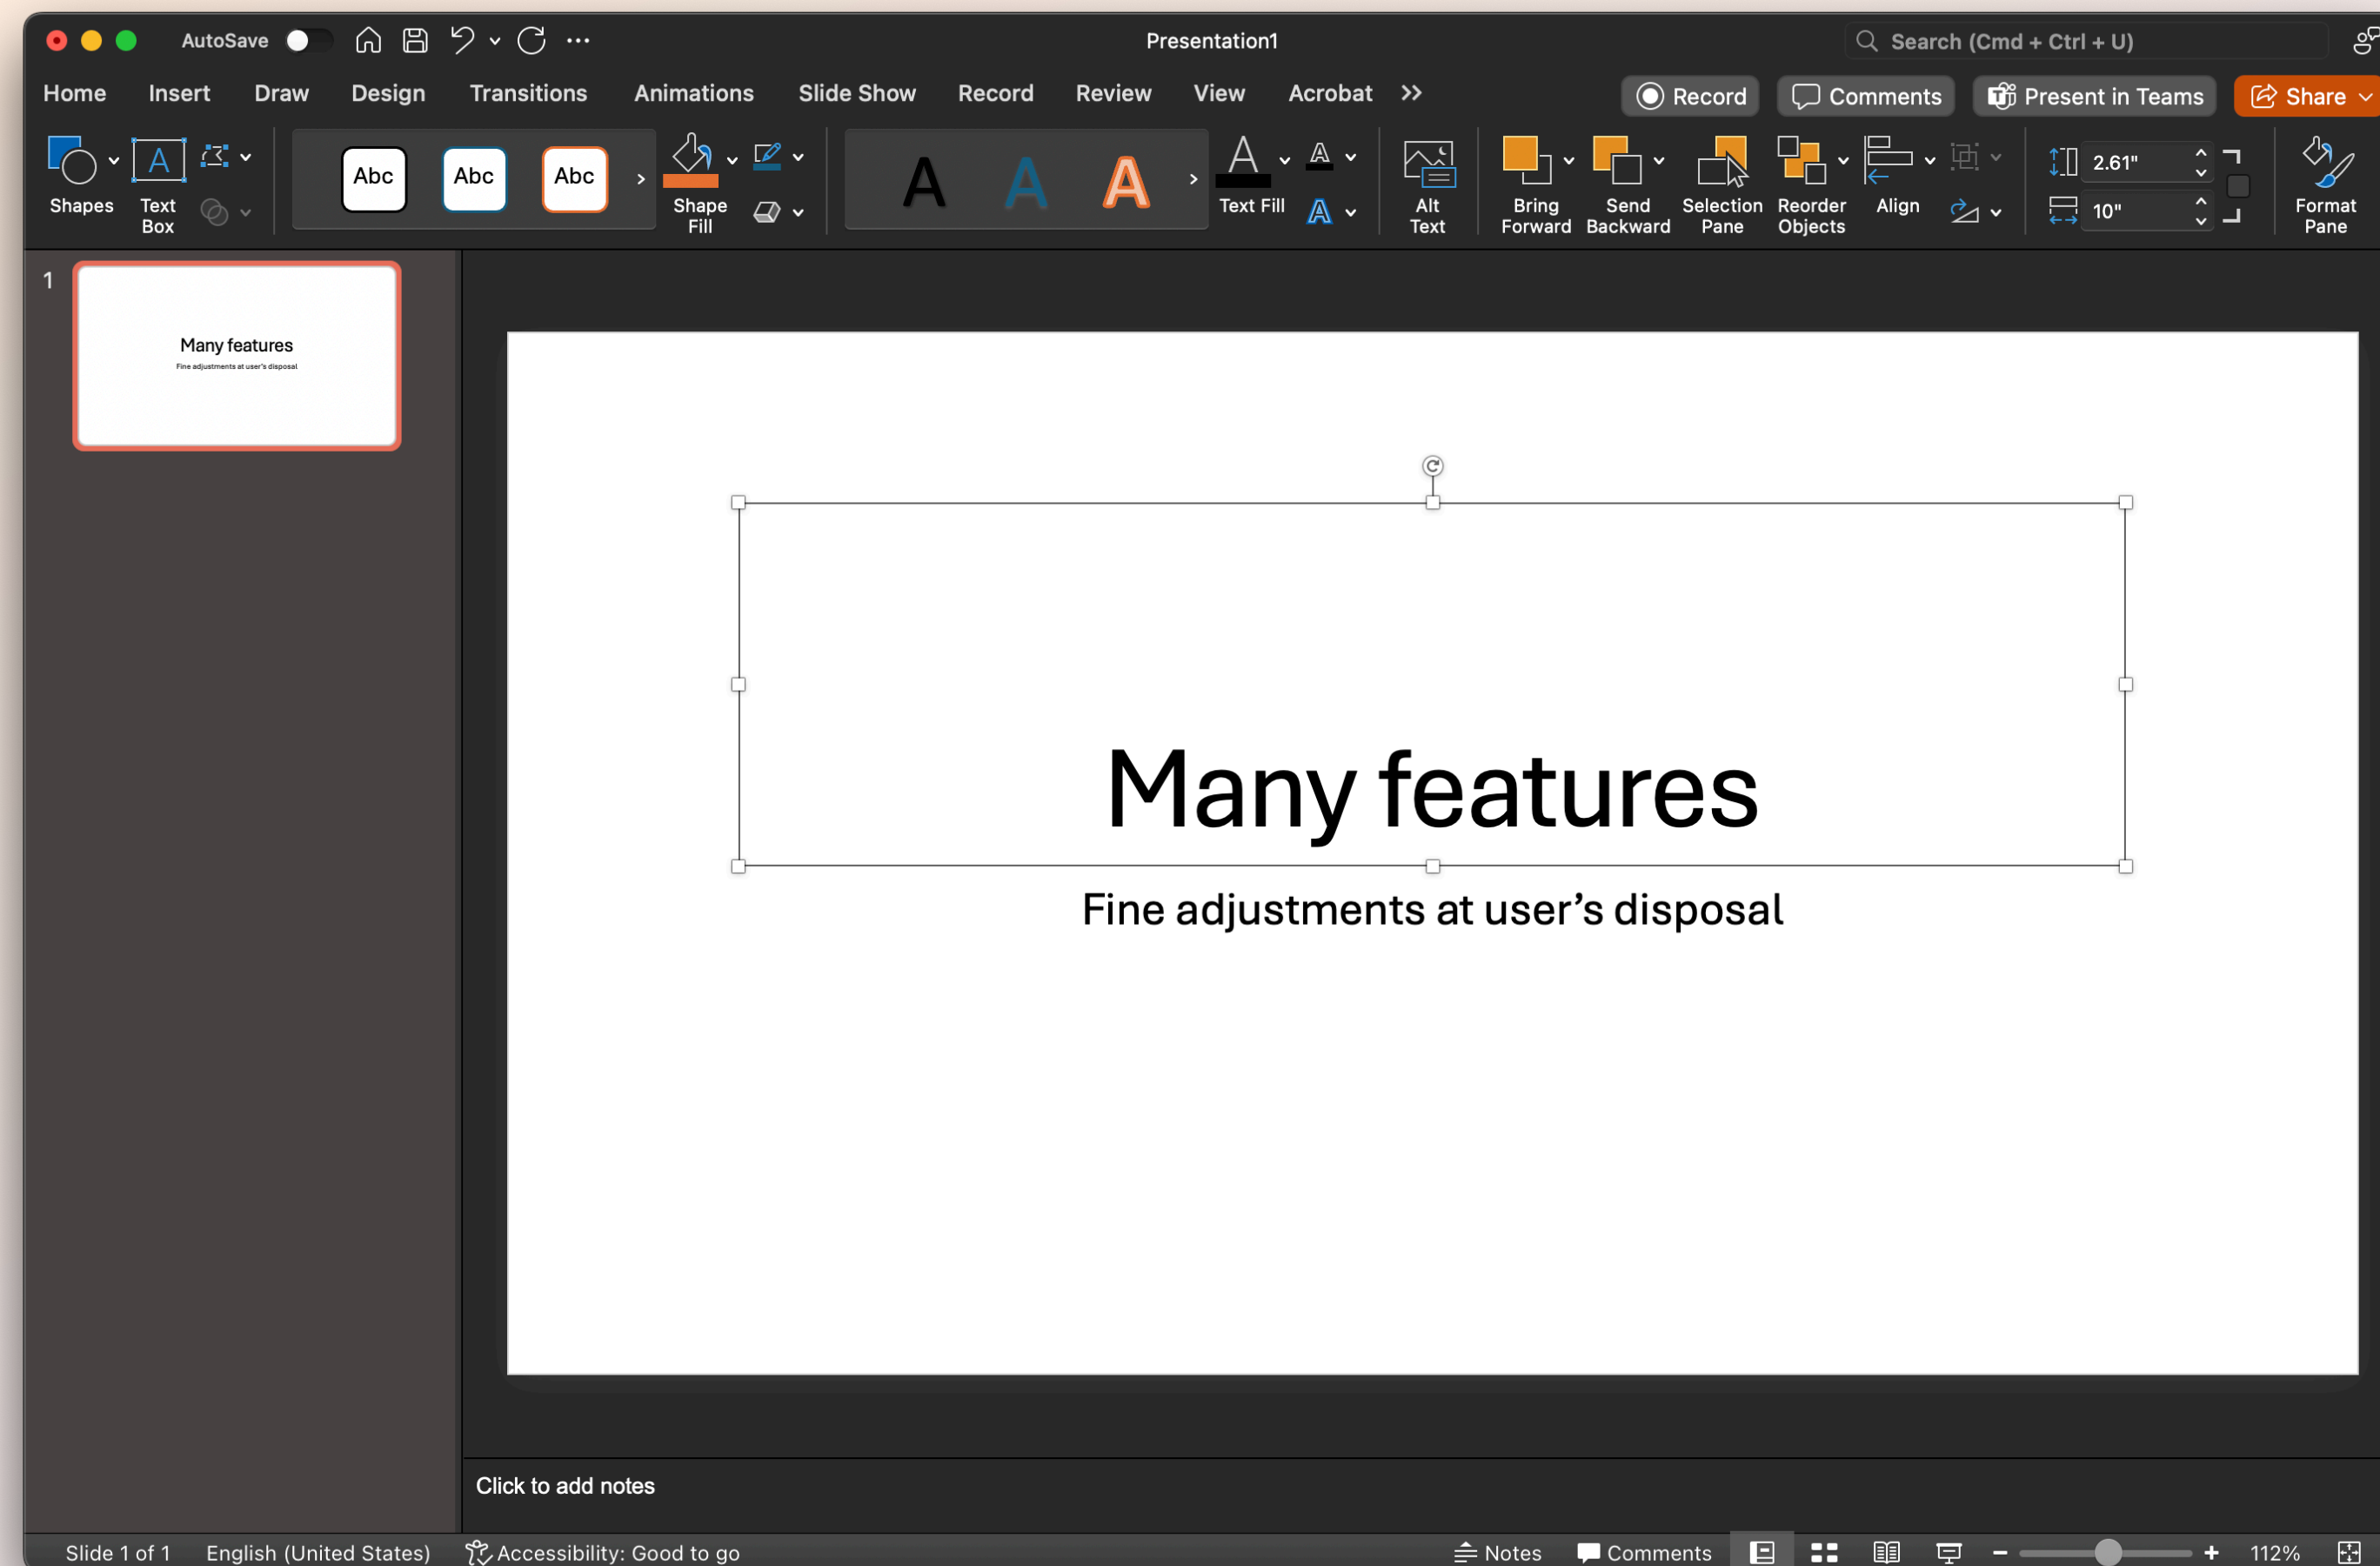 AutoSave
Presentation1
Search (Cmd + Ctrl + U)
Home Insert Draw Design Transitions Animations Slide Show Record Review View Acrobat
Record Comments Present in Teams Share
Shapes
Text
Box
Abc Abc Abc
Shape
Fill
A A A
Text Fill
Alt
Text
Bring
Forward
Send
Backward
Selection
Pane
Reorder
Objects
Align
2.61"
10"
Format
Pane
1
Many features
Fine adjustments at user's disposal
Many features
Fine adjustments at user’s disposal
Click to add notes
Slide 1 of 1 English (United States) Accessibility: Good to go
Notes Comments 112%